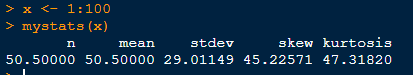 > x <- 1:100
> mystats(x)
n mean stdev skew kurtosis
50.50000 50.50000 29.01149 45.22571 47.31820
>